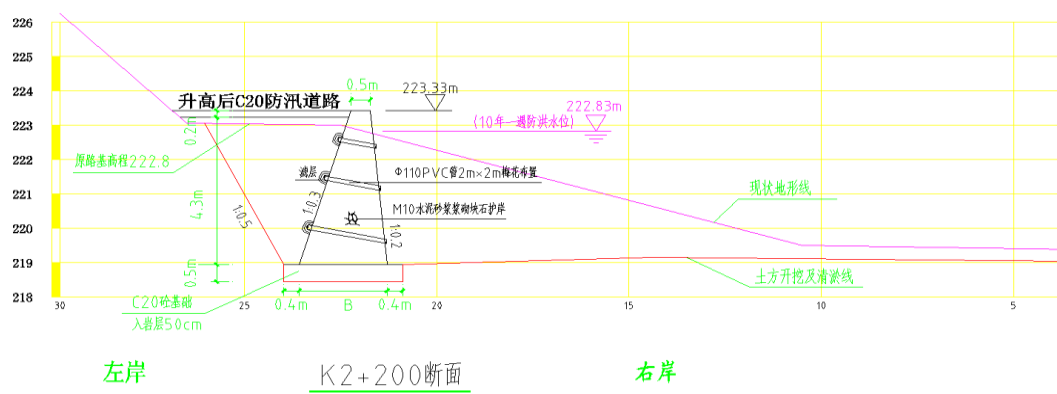 226
225
224
223
222
221
220
219
218
30
25
20
15
10
5
0.5m
223.33m
222.83m
升高后C20防汛道路
(10年一遇防洪水位)
0.2m
原路基高程222.8
滤层
Φ110PVC管2m×2m梅花布置
现状地形线
4.3m
1:0.5
1:0.3
M10水泥砂浆砌块石护岸
1:0.2
0.5m
C20砼基础
入岩层50cm
0.4m
B
0.4m
土方开挖及清淤线
左岸
K2+200断面
右岸